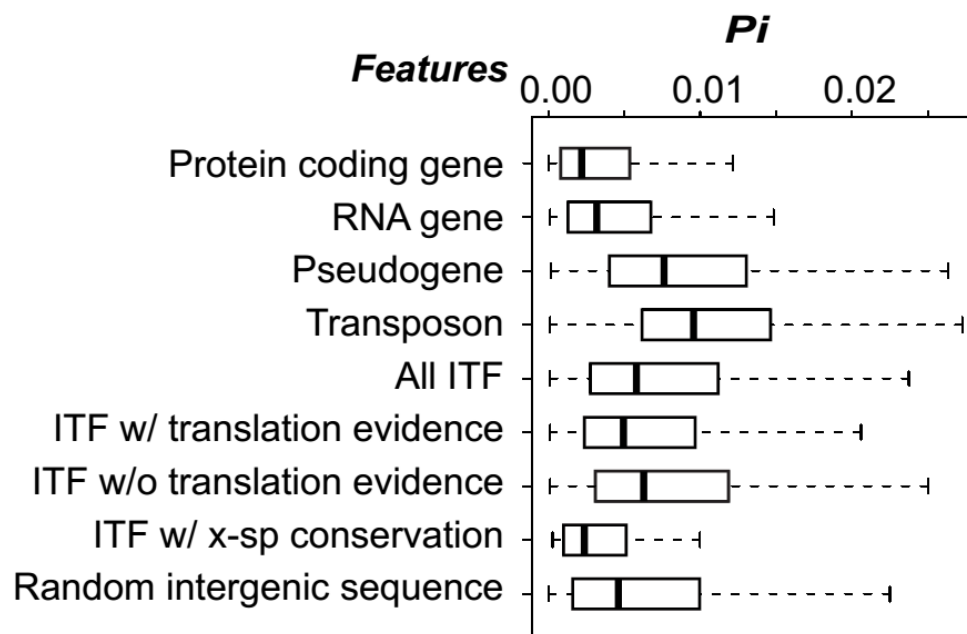 Pi
Features
0.00 0.01 0.02
Protein coding gene
RNA gene
Pseudogene
Transposon
All ITF
ITF w/ translation evidence
ITF w/o translation evidence
ITF w/ x-sp conservation
Random intergenic sequence